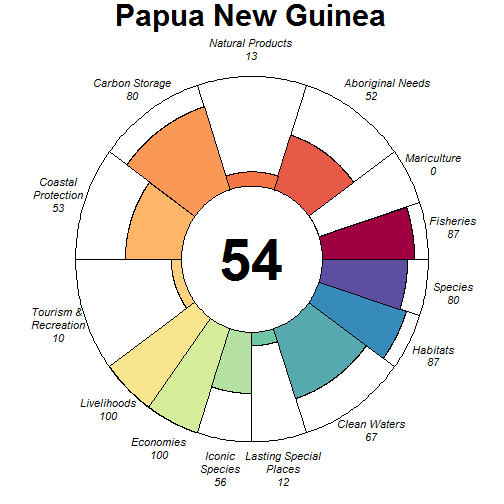 Papua New Guinea
Natural Products
13
Carbon Storage
80
Aboriginal Needs
52
Mariculture
0
Coastal
Protection
53
Fisheries
87
54
Species
80
Tourism &
Recreation
10
Habitats
87
Livelihoods
100
Clean Waters
67
Economies
100
Iconic
Species
56
Lasting Special
Places
12